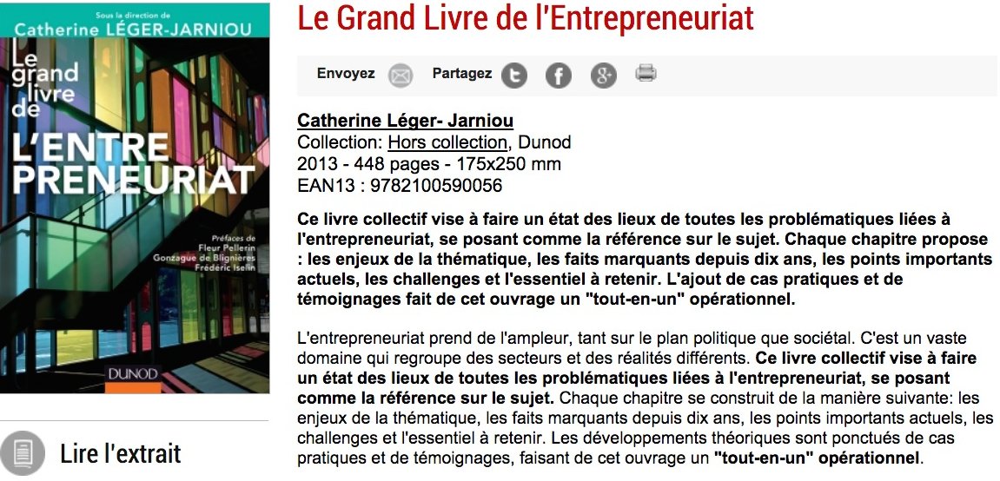 Sous la direction de
Catherine LÉGER-JARNIOU
Le
grand
livre
de
L'ENTRE
PRENEURIAT
Préfaces de
Fleur Pellerin
Gonzague de Blignières
Frédéric Iselin
DUNOD
Lire l'extrait
Le Grand Livre de l'Entrepreneuriat
Envoyez Partagez t f g+
Catherine Léger- Jarniou
Collection: Hors collection, Dunod
2013 - 448 pages - 175x250 mm
EAN13 : 9782100590056
Ce livre collectif vise à faire un état des lieux de toutes les problématiques liées à
l'entrepreneuriat, se posant comme la référence sur le sujet. Chaque chapitre propose
: les enjeux de la thématique, les faits marquants depuis dix ans, les points importants
actuels, les challenges et l'essentiel à retenir. L'ajout de cas pratiques et de
témoignages fait de cet ouvrage un "tout-en-un" opérationnel.
L'entrepreneuriat prend de l'ampleur, tant sur le plan politique que sociétal. C'est un vaste
domaine qui regroupe des secteurs et des réalités différents. Ce livre collectif vise à faire
un état des lieux de toutes les problématiques liées à l'entrepreneuriat, se posant
comme la référence sur le sujet. Chaque chapitre se construit de la manière suivante: les
enjeux de la thématique, les faits marquants depuis dix ans, les points importants actuels, les
challenges et l'essentiel à retenir. Les développements théoriques sont ponctués de cas
pratiques et de témoignages, faisant de cet ouvrage un "tout-en-un" opérationnel.